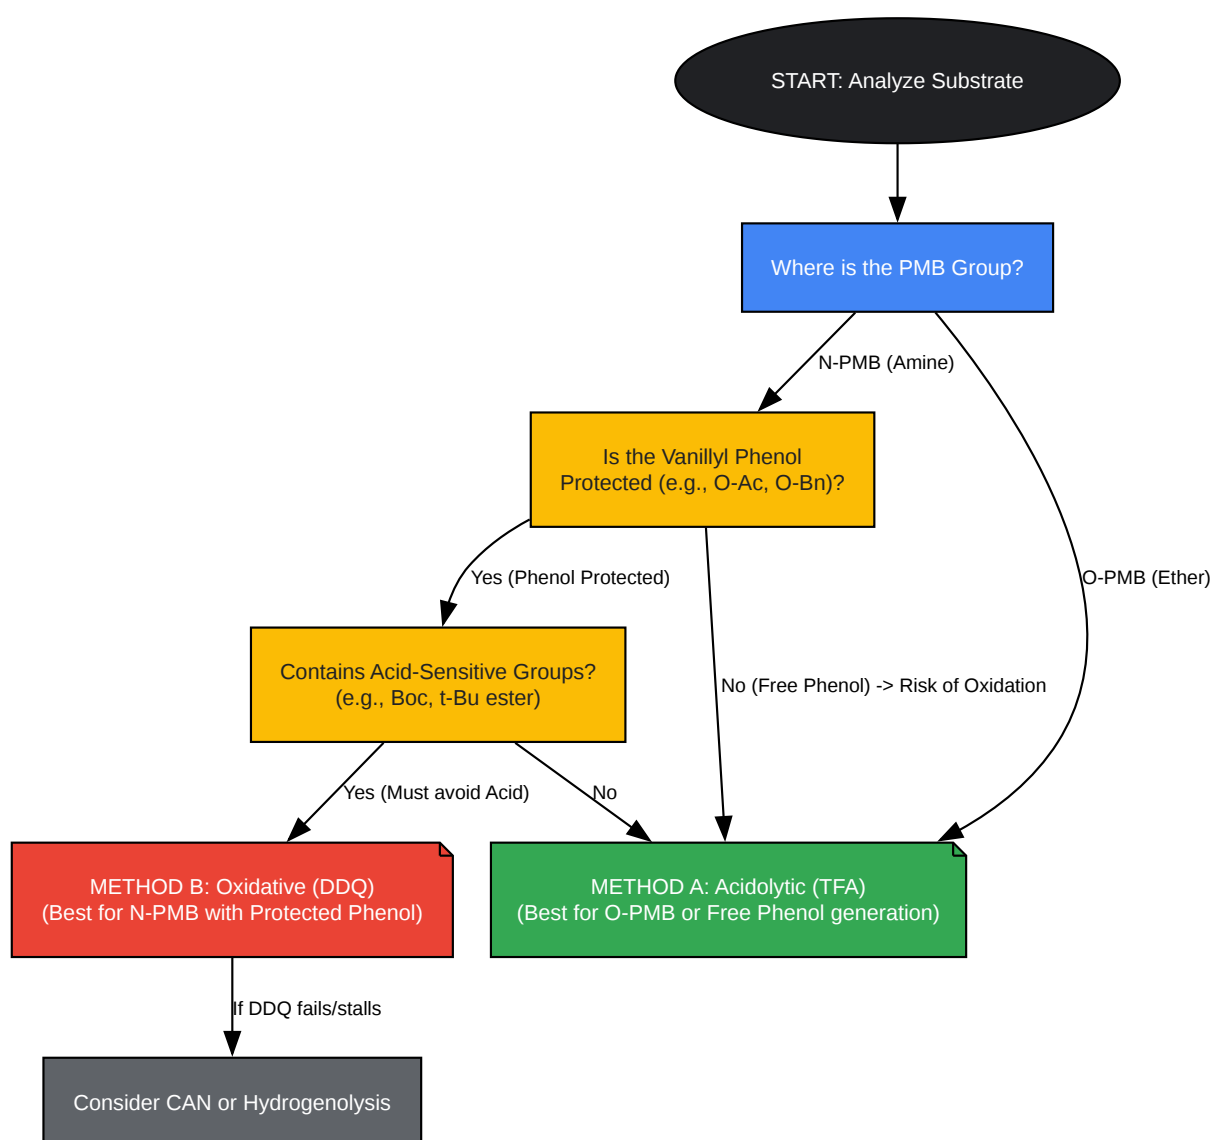 START: Analyze Substrate
Where is the PMB Group?
N-PMB (Amine)
Is the Vanillyl Phenol
Protected (e.g., O-Ac, O-Bn)?
Yes (Phenol Protected)
O-PMB (Ether)
Contains Acid-Sensitive Groups?
(e.g., Boc, t-Bu ester)
No (Free Phenol) -> Risk of Oxidation
Yes (Must avoid Acid)
No
METHOD B: Oxidative (DDQ)
(Best for N-PMB with Protected Phenol)
METHOD A: Acidolytic (TFA)
(Best for O-PMB or Free Phenol generation)
If DDQ fails/stalls
Consider CAN or Hydrogenolysis